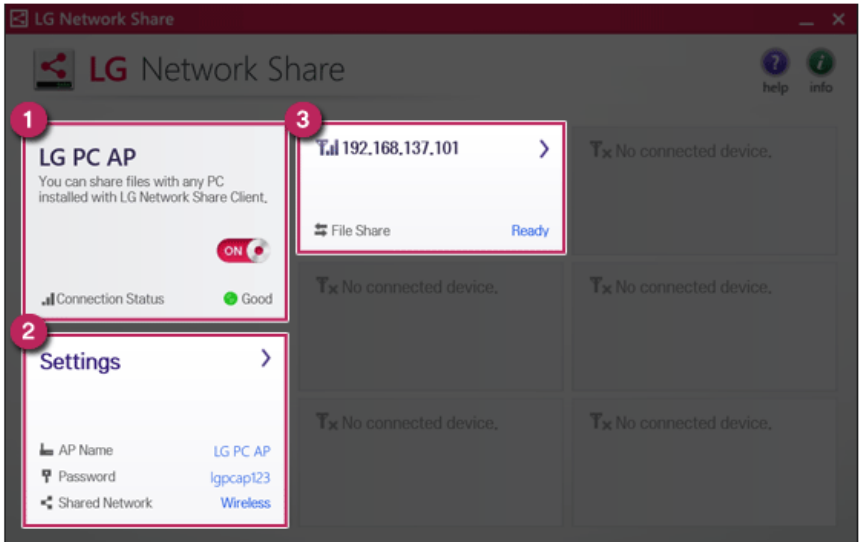 LG Network Share
LG Network Share
help
info
1
LG PC AP
You can share files with any PC
installed with LG Network Share Client.
ON
Connection Status
Good
2
Settings
AP Name
LG PC AP
Password
lgpcap123
Shared Network
Wireless
3
192.168.137.101
File Share
Ready
No connected device.
No connected device.
No connected device.
No connected device.
No connected device.